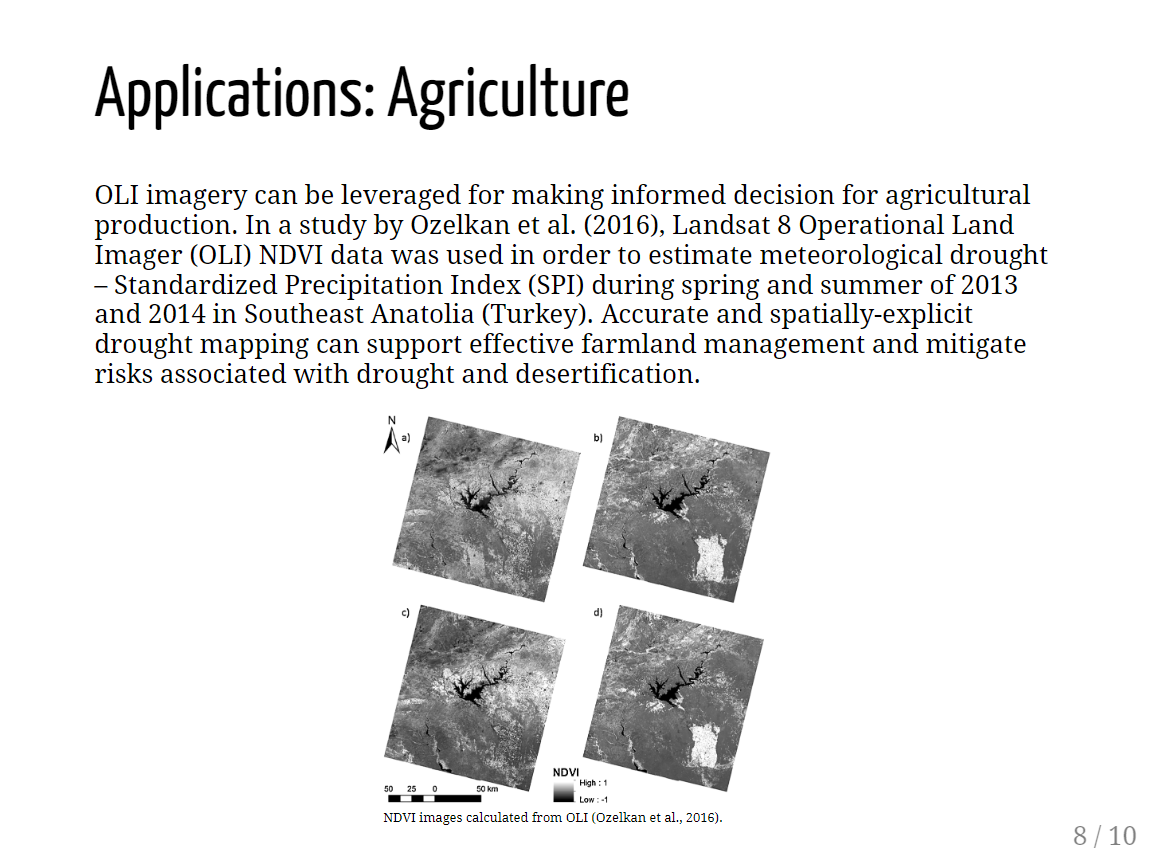 Applications: Agriculture
OLI imagery can be leveraged for making informed decision for agricultural
production. In a study by Ozelkan et al. (2016), Landsat 8 Operational Land
Imager (OLI) NDVI data was used in order to estimate meteorological drought
– Standardized Precipitation Index (SPI) during spring and summer of 2013
and 2014 in Southeast Anatolia (Turkey). Accurate and spatially-explicit
drought mapping can support effective farmland management and mitigate
risks associated with drought and desertification.
N
a)
b)
c)
d)
NDVI
High : 1
Low : -1
50 25 0 50 km
NDVI images calculated from OLI (Ozelkan et al., 2016).
8 / 10